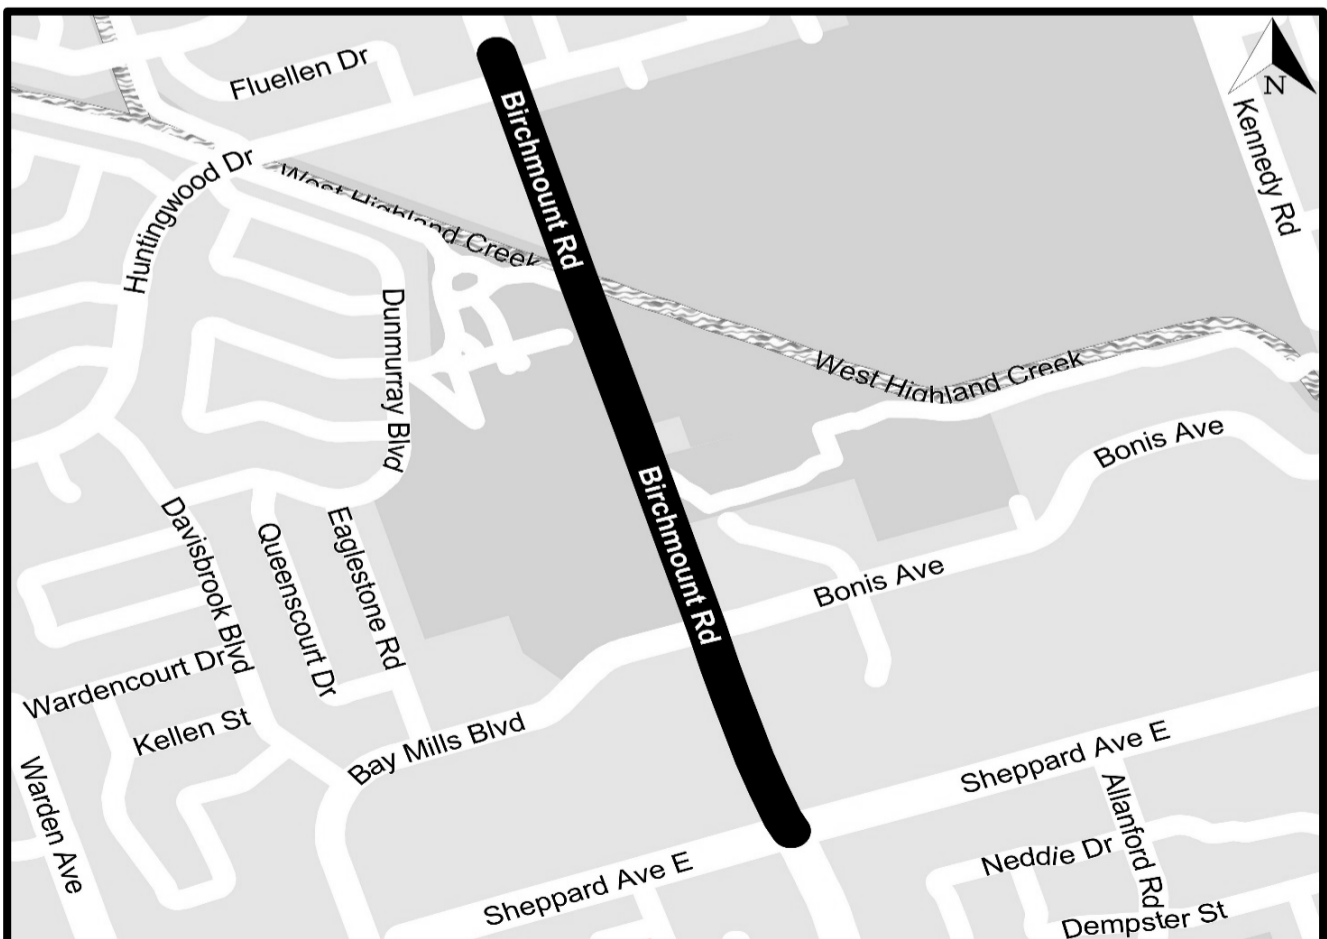 Fluellen Dr
N
Birchmount Rd
Kennedy Rd
Huntingwood Dr
West Highland Creek
Dunmurray Blvd
West Highland Creek
Bonis Ave
Birchmount Rd
Davisbrook Blvd
Queenscourt Dr
Eaglestone Rd
Bonis Ave
Wardencourt Dr
Kellen St
Bay Mills Blvd
Sheppard Ave E
Warden Ave
Allanford Rd
Neddie Dr
Sheppard Ave E
Dempster St